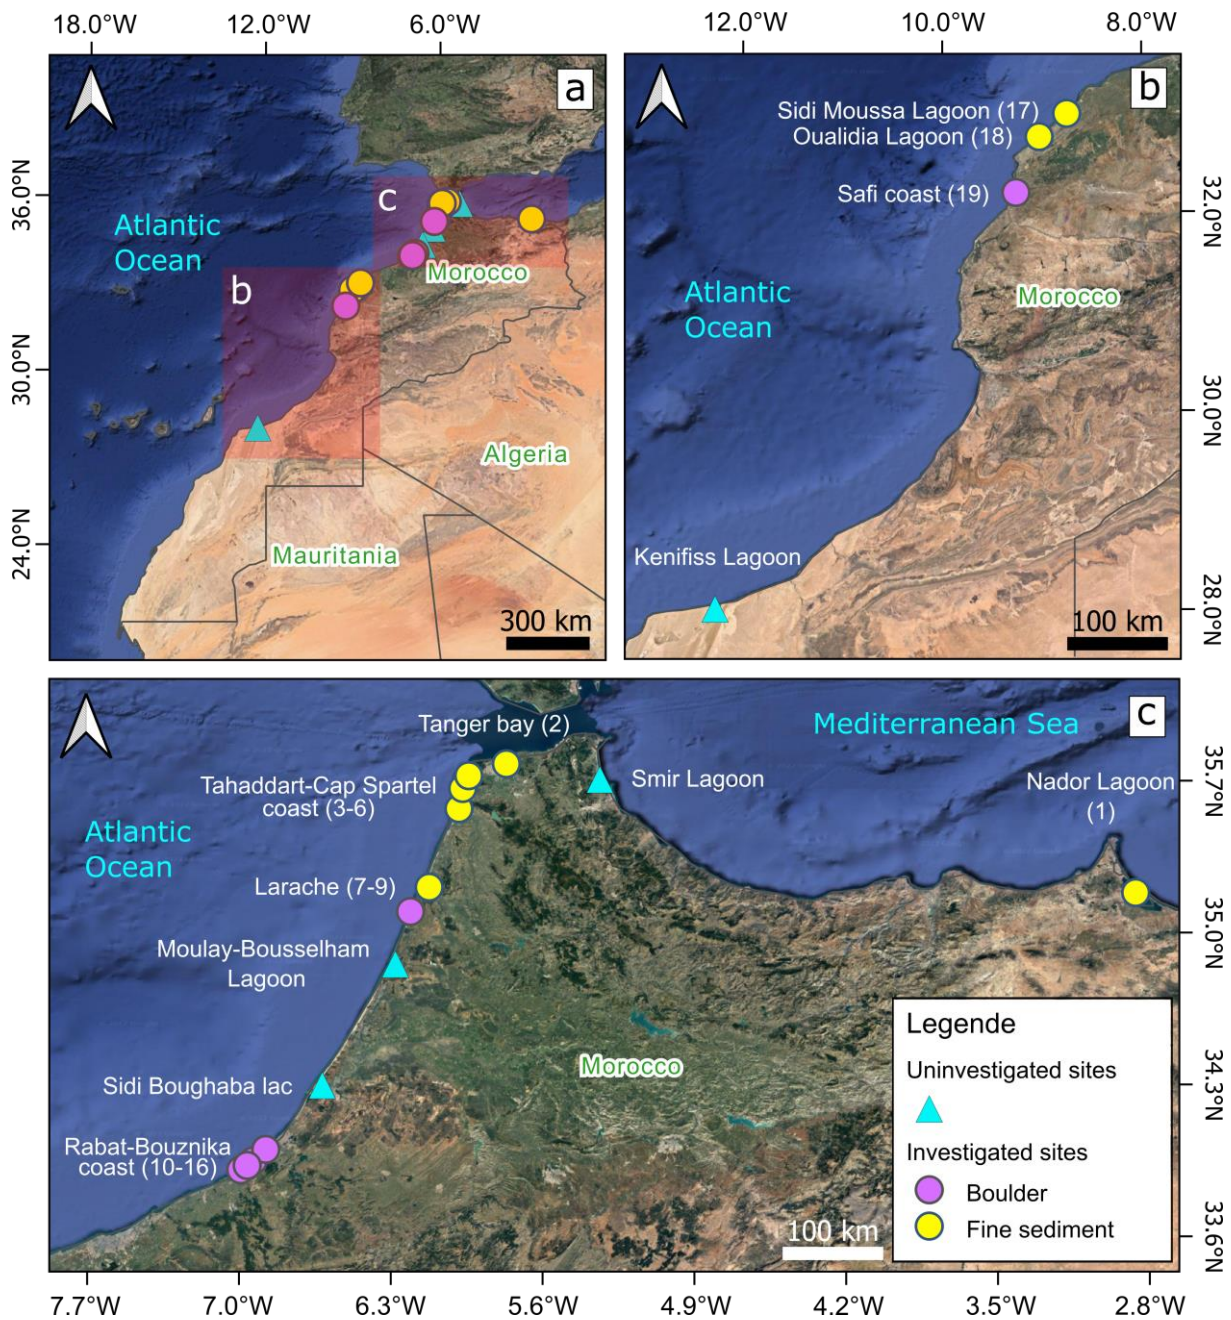 18.0°W 12.0°W 6.0°W
36.0°N
30.0°N
24.0°N
a
c
b
Atlantic
Ocean
Morocco
Algeria
Mauritania
300 km
12.0°W 10.0°W 8.0°W
b
Sidi Moussa Lagoon (17)
Oualidia Lagoon (18)
Safi coast (19)
Atlantic
Ocean
Morocco
Kenifiss Lagoon
100 km
32.0°N
30.0°N
28.0°N
c
Tanger bay (2)
Mediterranean Sea
Tahaddart-Cap Spartel
coast (3-6)
Smir Lagoon
Nador Lagoon
(1)
Atlantic
Ocean
Larache (7-9)
Moulay-Bousselham
Lagoon
Morocco
Sidi Boughaba lac
Rabat-Bouznika
coast (10-16)
100 km
Legende
Uninvestigated sites
Investigated sites
Boulder
Fine sediment
35.7°N
35.0°N
34.3°N
33.6°N
7.7°W 7.0°W 6.3°W 5.6°W 4.9°W 4.2°W 3.5°W 2.8°W